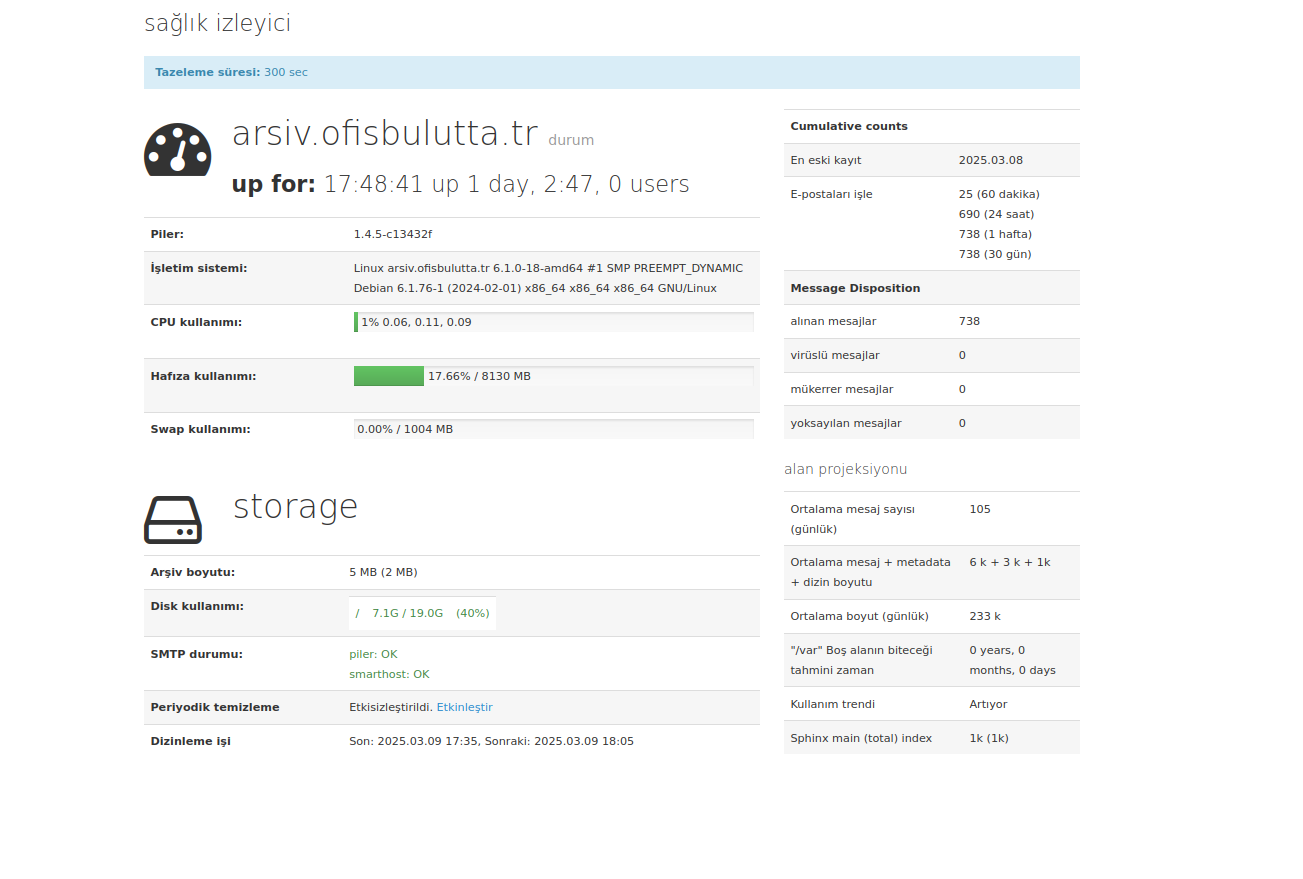 sağlık izleyici
Tazeleme süresi: 300 sec
arsiv.ofisbulutta.tr durum
up for: 17:48:41 up 1 day, 2:47, 0 users
Piler: 1.4.5-c13432f
İşletim sistemi: Linux arsiv.ofisbulutta.tr 6.1.0-18-amd64 #1 SMP PREEMPT_DYNAMIC
Debian 6.1.76-1 (2024-02-01) x86_64 x86_64 x86_64 GNU/Linux
CPU kullanımı: 1% 0.06, 0.11, 0.09
Hafıza kullanımı: 17.66% / 8130 MB
Swap kullanımı: 0.00% / 1004 MB
storage
Arşiv boyutu: 5 MB (2 MB)
Disk kullanımı: / 7.1G / 19.0G (40%)
SMTP durumu: piler: OK
smarthost: OK
Periyodik temizleme Etkisizleştirildi. Etkinleştir
Dizinleme işi Son: 2025.03.09 17:35, Sonraki: 2025.03.09 18:05
Cumulative counts
En eski kayıt 2025.03.08
E-postaları işle 25 (60 dakika)
690 (24 saat)
738 (1 hafta)
738 (30 gün)
Message Disposition
alınan mesajlar 738
virüslü mesajlar 0
mükerrer mesajlar 0
yoksayılan mesajlar 0
alan projeksiyonu
Ortalama mesaj sayısı 105
(günlük)
Ortalama mesaj + metadata 6 k + 3 k + 1k
+ dizin boyutu
Ortalama boyut (günlük) 233 k
"/var" Boş alanın biteceği 0 years, 0
tahmini zaman months, 0 days
Kullanım trendi Artıyor
Sphinx main (total) index 1k (1k)